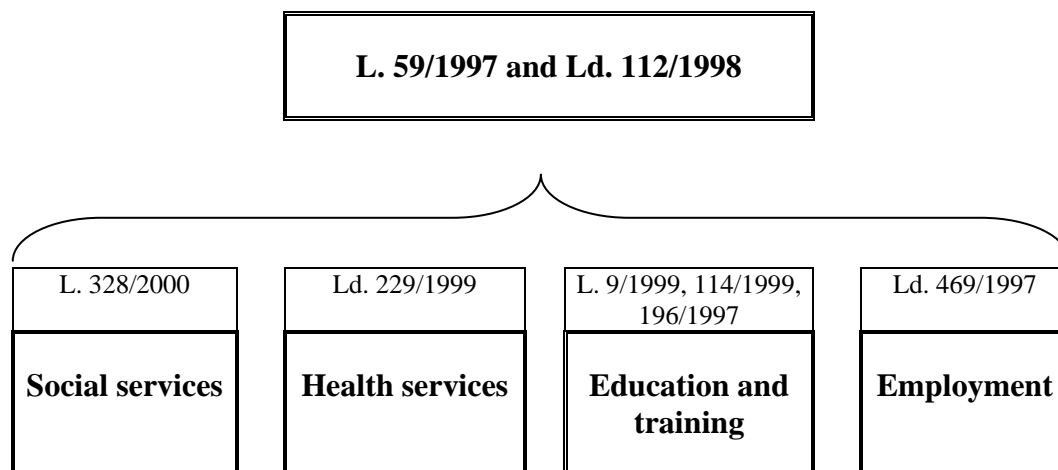 L. 59/1997 and Ld. 112/1998
L. 328/2000
Social services
Ld. 229/1999
Health services
L. 9/1999, 114/1999,
196/1997
Education and
training
Ld. 469/1997
Employment